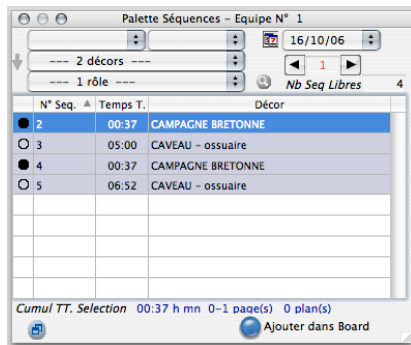 Palette Séquences – Equipe N° 1
16/10/06
--- 2 décors ---
1
--- 1 rôle ---
Nb Seq Libres 4
N° Seq. Temps T. Décor
2 00:37 CAMPAGNE BRETONNE
3 05:00 CAVEAU – ossuaire
4 00:37 CAMPAGNE BRETONNE
5 06:52 CAVEAU – ossuaire
Cumul TT. Selection 00:37 h mn 0-1 page(s) 0 plan(s)
Ajouter dans Board